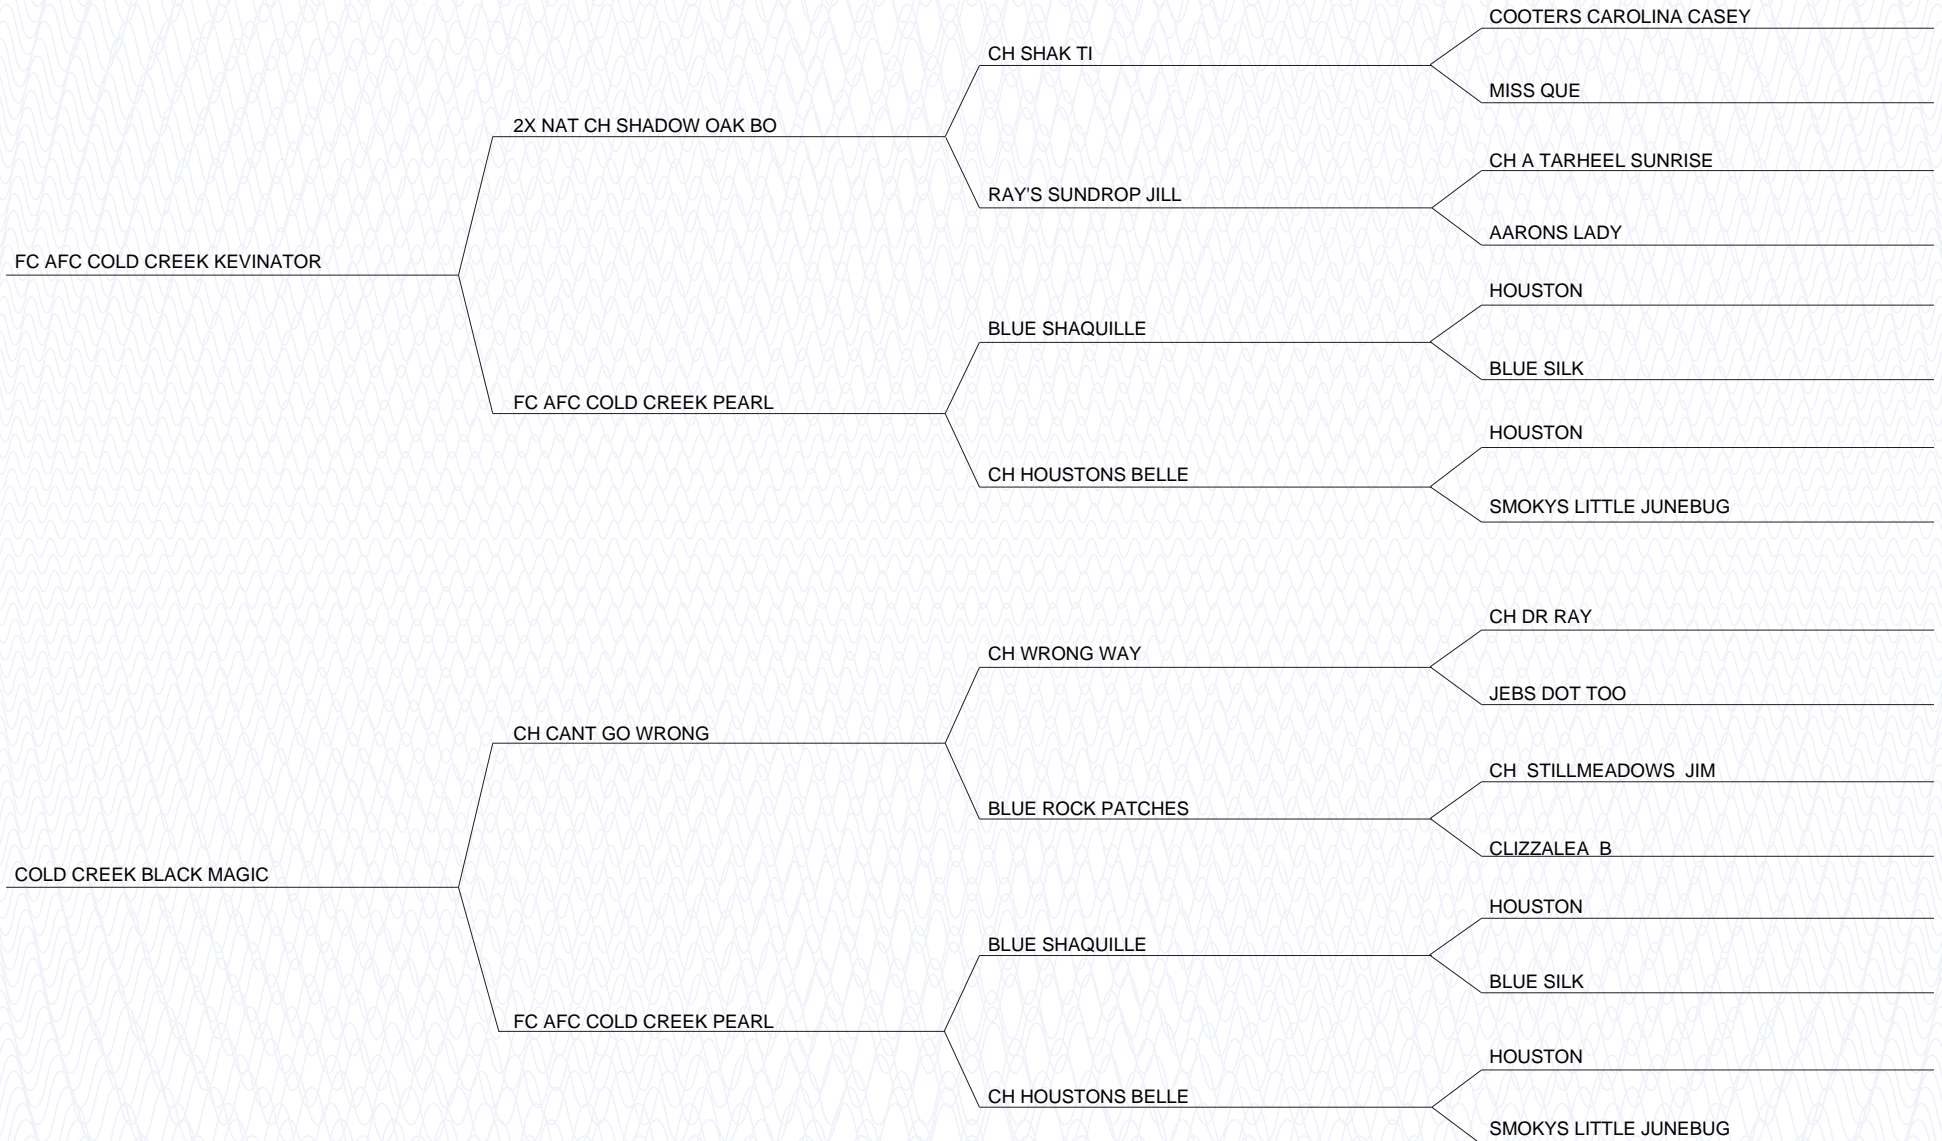 COOTERS CAROLINA CASEY
CH SHAK TI
MISS QUE
2X NAT CH SHADOW OAK BO
CH A TARHEEL SUNRISE
RAY'S SUNDROP JILL
AARONS LADY
FC AFC COLD CREEK KEVINATOR
HOUSTON
BLUE SHAQUILLE
BLUE SILK
FC AFC COLD CREEK PEARL
HOUSTON
CH HOUSTONS BELLE
SMOKYS LITTLE JUNEBUG
CH DR RAY
CH WRONG WAY
JEBS DOT TOO
CH CANT GO WRONG
CH  STILLMEADOWS  JIM
BLUE ROCK PATCHES
CLIZZALEA  B
COLD CREEK BLACK MAGIC
HOUSTON
BLUE SHAQUILLE
BLUE SILK
FC AFC COLD CREEK PEARL
HOUSTON
CH HOUSTONS BELLE
SMOKYS LITTLE JUNEBUG